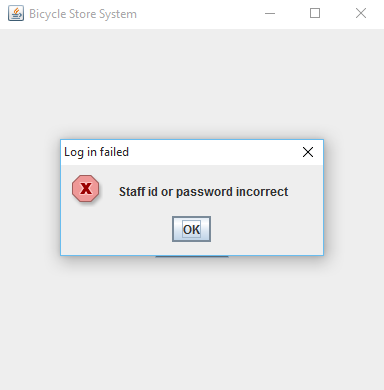 Bicycle Store System
Log in failed
Staff id or password incorrect
OK